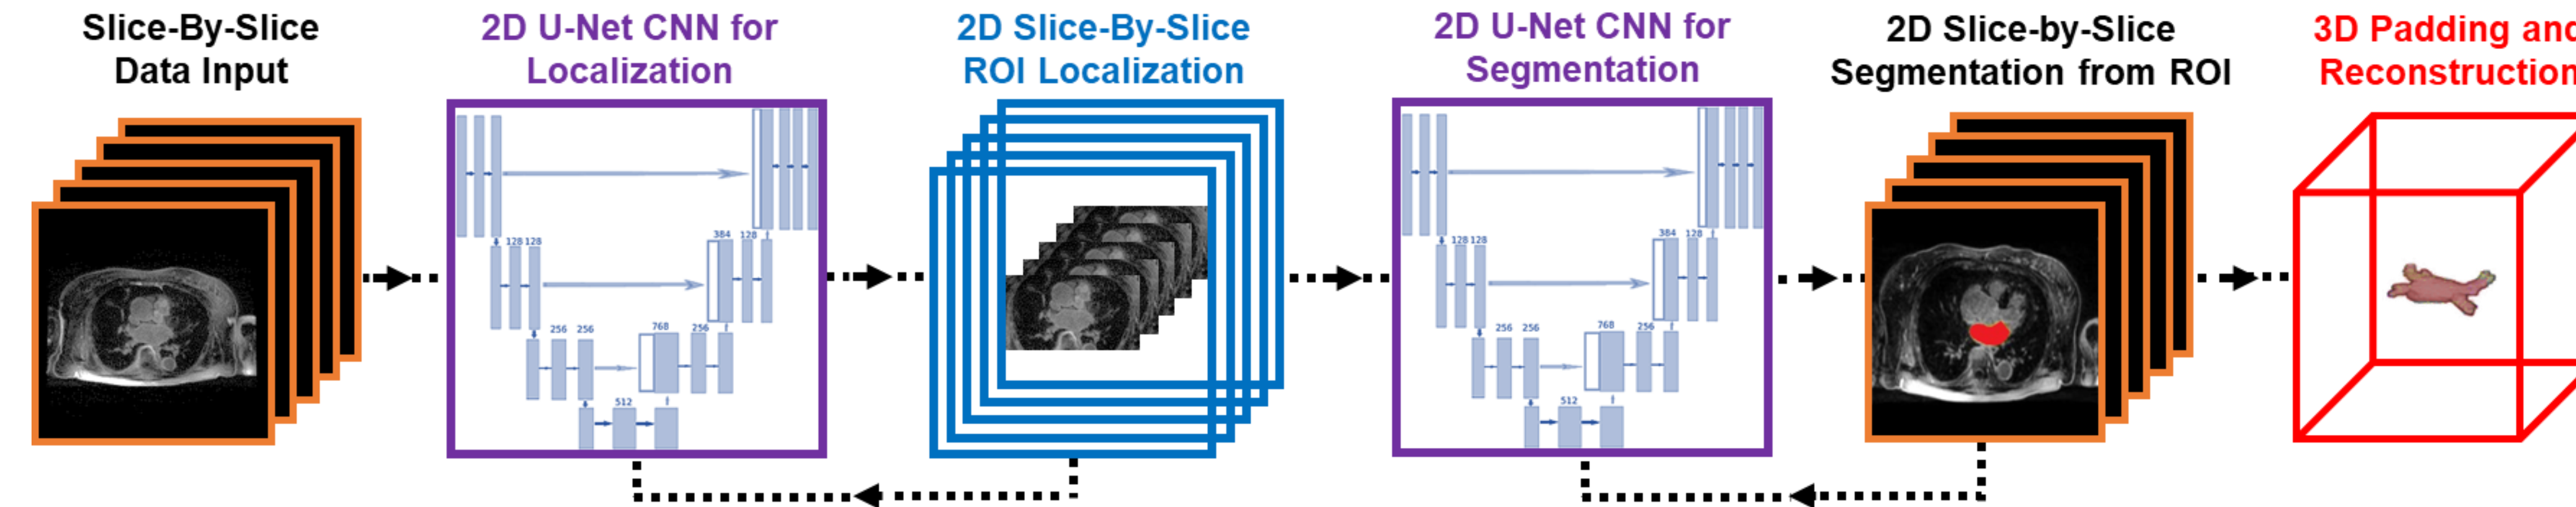 Slice-By-Slice
Data Input
2D U-Net CNN for
Localization
2D Slice-By-Slice
ROI Localization
2D U-Net CNN for
Segmentation
2D Slice-by-Slice
Segmentation from ROI
3D Padding and
Reconstruction
128 128
384 128
256 256
768 256
512
128 128
384 128
256 256
768 256
512